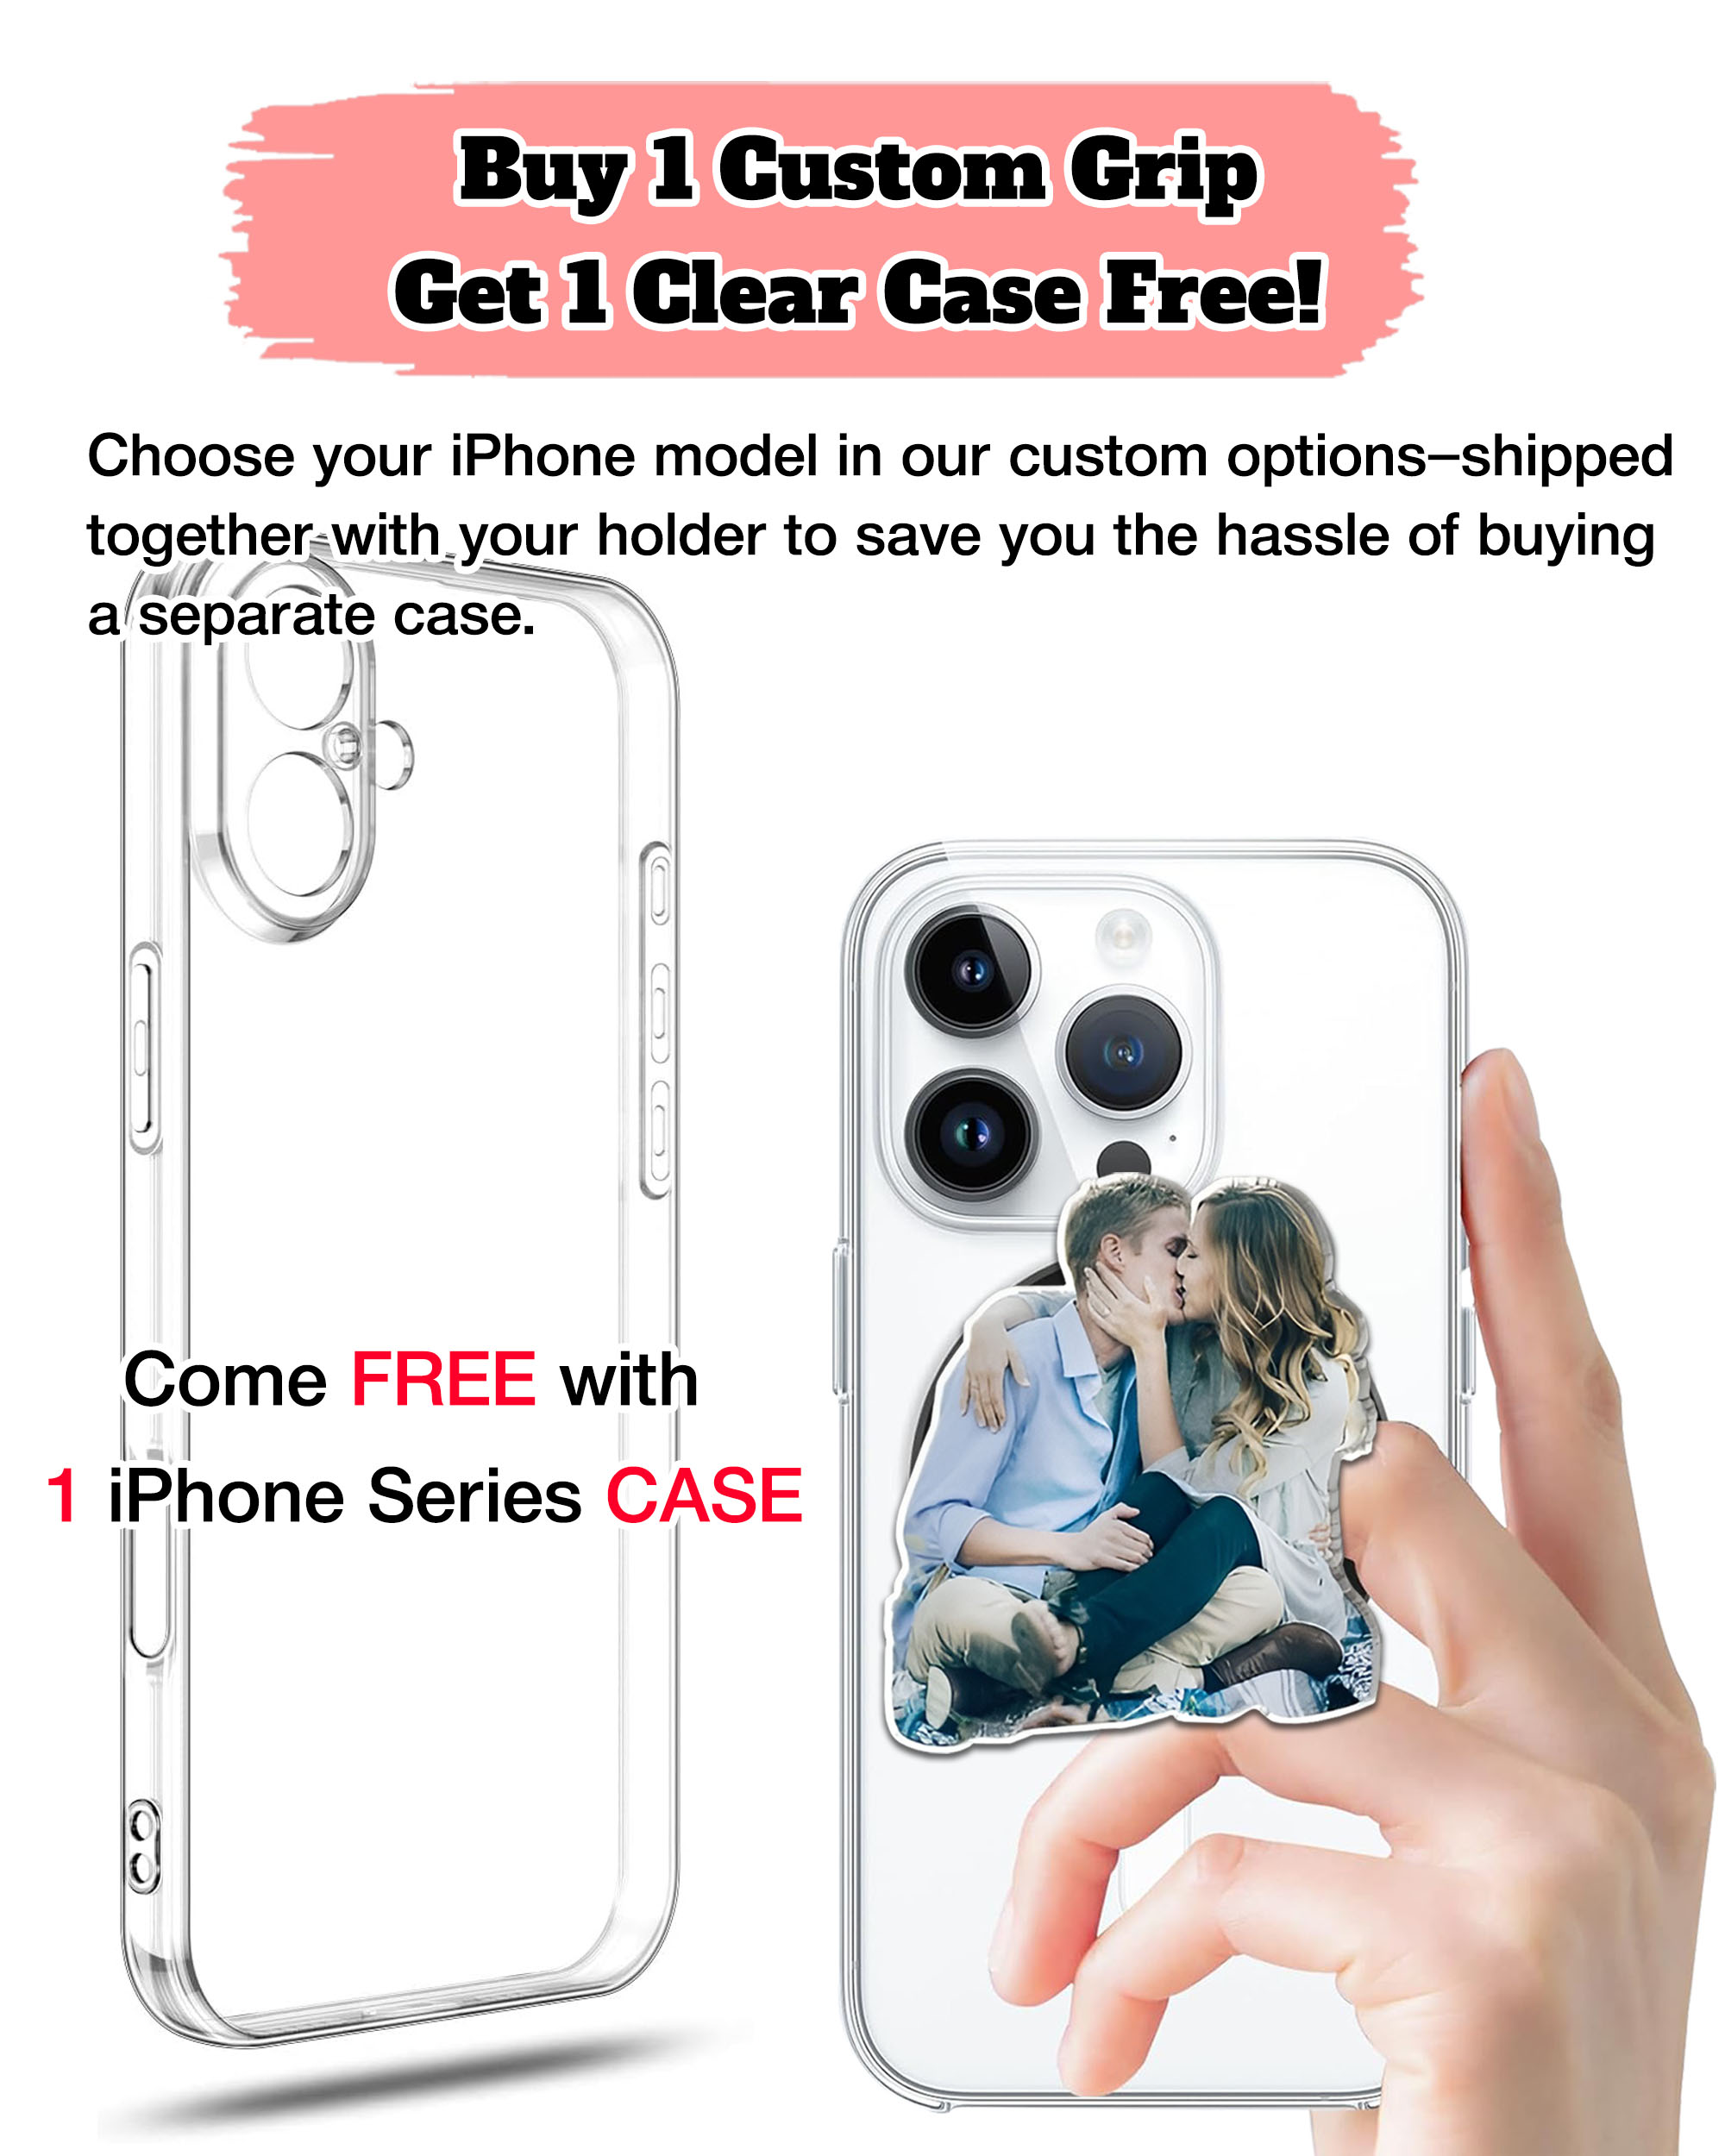 Buy 1 Custom Grip
Get 1 Clear Case Free!
Choose your iPhone model in our custom options–shipped
together with your holder to save you the hassle of buying
a separate case.
Come FREE with
1 iPhone Series CASE